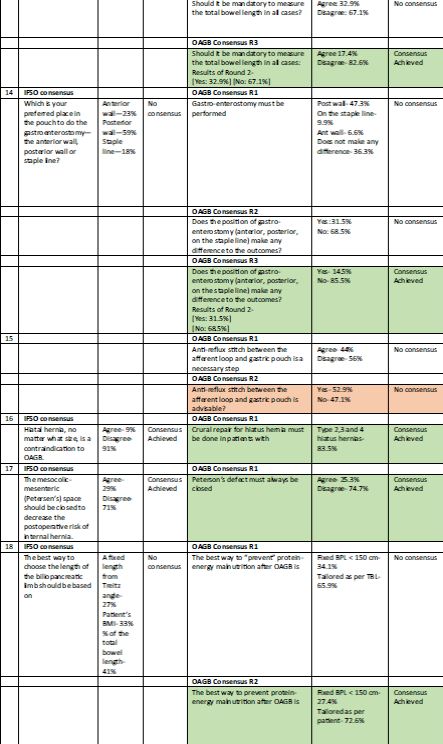 Should it be mandatory to measure
the total bowel length in all cases?
Agree: 32.9%
Disagree: 67.1%
No consensus
OAGB Consensus R3
Should it be mandatory to measure
the total bowel length in all cases:
Results of Round 2-
[Yes: 32.9%] [No: 67.1%]
Agree 17.4%
Disagree- 82.6%
Consensus
Achieved
14 IFSO consensus
OAGB Consensus R1
Which is your
preferred place in
the pouch to do the
gastroenterostomy—
the anterior wall,
posterior wall or
staple line?
Anterior
wall—23%
Posterior
wall—59%
Staple
line—18%
No
consensus
Gastro-enterostomy must be
performed
Post wall- 47.3%
On the staple line-
9.9%
Ant wall- 6.6%
Does not make any
difference- 36.3%
No consensus
OAGB Consensus R2
Does the position of gastro-
enterostomy (anterior, posterior,
on the staple line) make any
difference to the outcomes?
Yes: 31.5%
No: 68.5%
No consensus
OAGB Consensus R3
Does the position of gastro-
enterostomy (anterior, posterior,
on the staple line) make any
difference to the outcomes?
Results of Round 2-
[Yes: 31.5%]
[No: 68.5%]
Yes- 14.5%
No- 85.5%
Consensus
Achieved
15
OAGB Consensus R1
Anti-reflux stitch between the
afferent loop and gastric pouch is a
necessary step
Agree- 44%
Disagree- 56%
No consensus
OAGB Consensus R2
Anti-reflux stitch between the
afferent loop and gastric pouch is
advisable?
Yes- 52.9%
No- 47.1%
No consensus
16 IFSO consensus
OAGB Consensus R1
Hiatal hernia, no
matter what size, is a
contraindication to
OAGB.
Agree- 9%
Disagree-
91%
Consensus
Achieved
Crural repair for hiatus hernia must
be done in patients with
Type 2,3 and 4
hiatus hernias-
83.5%
Consensus
Achieved
17 IFSO consensus
OAGB Consensus R1
The mesocolic-
mesenteric
(Petersen's) space
should be closed to
decrease the
postoperative risk of
internal hernia.
Agree-
29%
Disagree-
71%
Consensus
Achieved
Peterson's defect must always be
closed
Agree- 25.3%
Disagree- 74.7%
Consensus
Achieved
18 IFSO consensus
OAGB Consensus R1
The best way to
choose the length of
the biliopancreatic
limb should be based
on
A fixed
length
from
Treitz
angle-
27%
Patient's
BMI- 33%
% of the
total
bowel
length-
41%
No
consensus
The best way to "prevent" protein-
energy malnutrition after OAGB is
Fixed BPL < 150 cm-
34.1%
Tailored as per TBL-
65.9%
No consensus
OAGB Consensus R2
The best way to prevent protein-
energy malnutrition after OAGB is
Fixed BPL < 150 cm-
27.4%
Tailored as per
patient- 72.6%
Consensus
Achieved